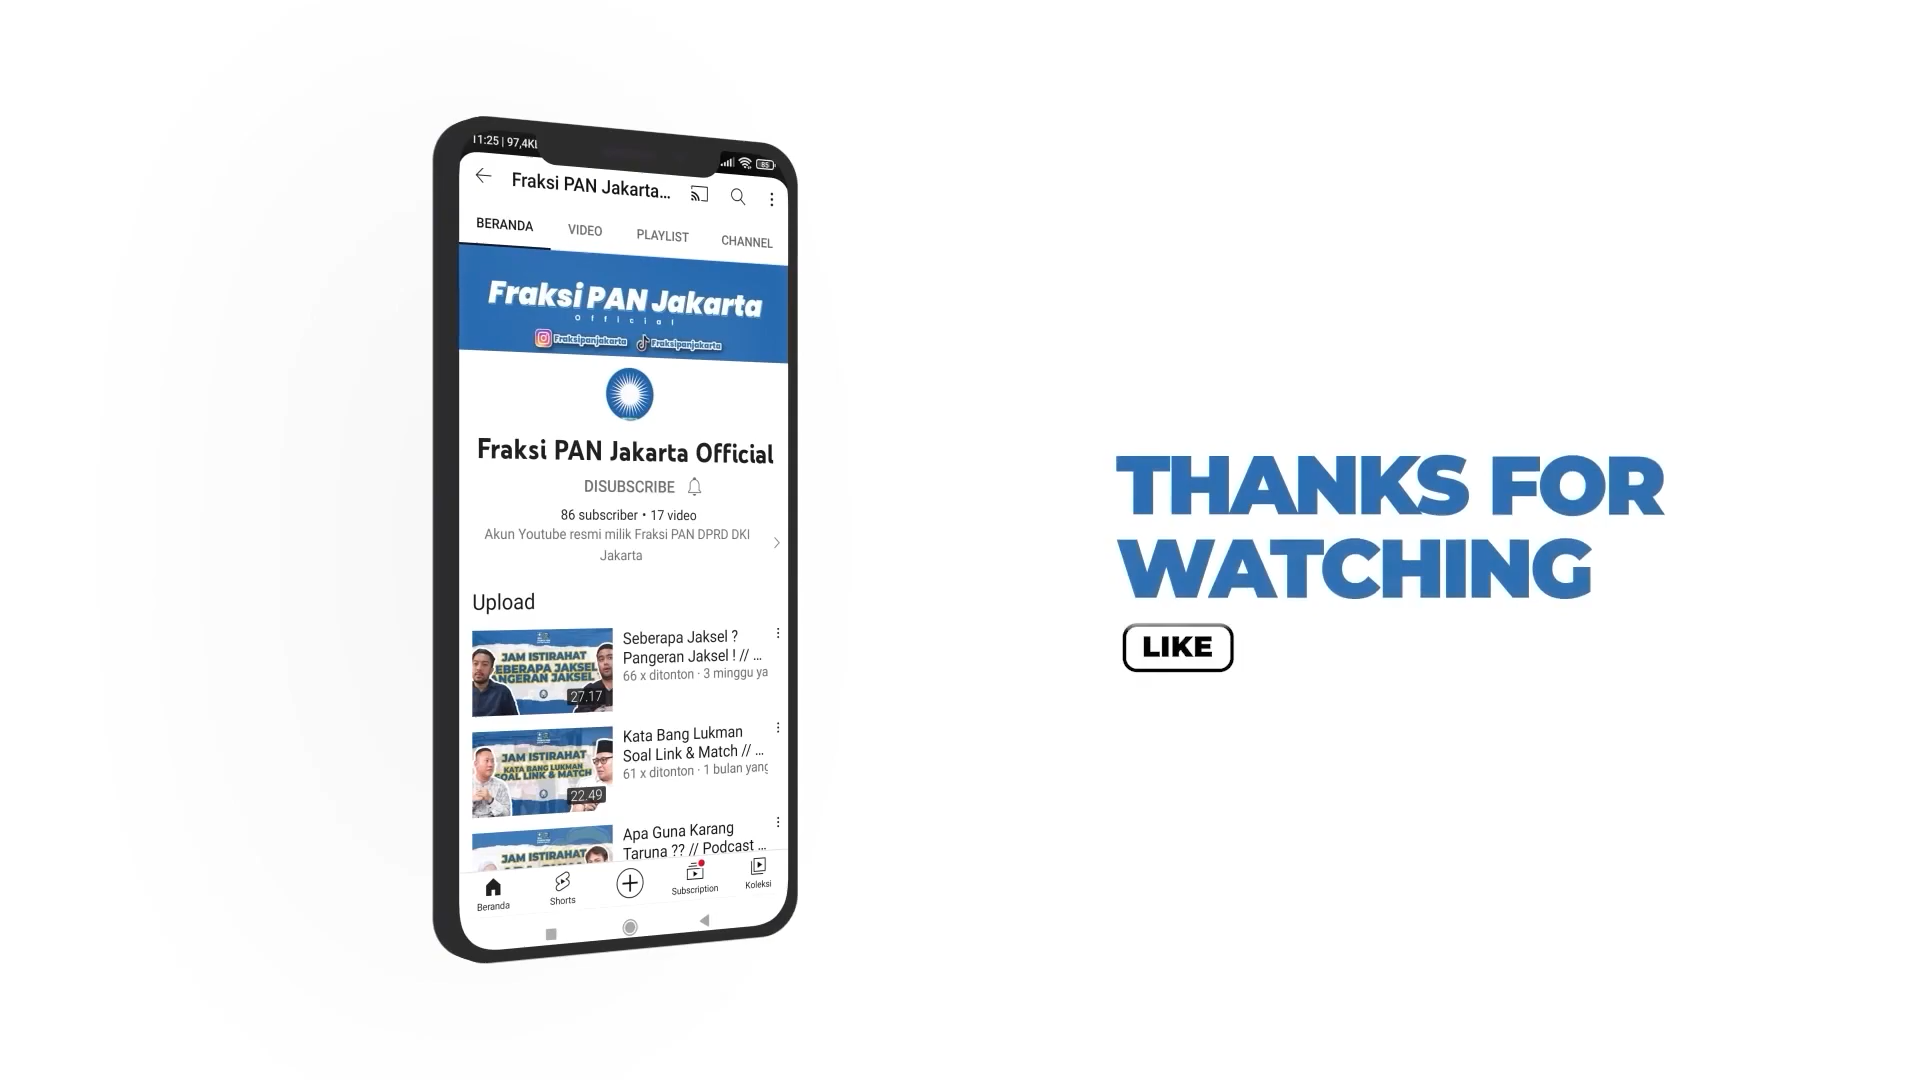 11:25 | 97,4K
85
Fraksi PAN Jakarta...
BERANDA VIDEO PLAYLIST CHANNEL
Fraksi PAN Jakarta
Official
Fraksipanjakarta Fraksipanjakarta
Fraksi PAN Jakarta Official
DISUBSCRIBE
86 subscriber • 17 video
Akun Youtube resmi milik Fraksi PAN DPRD DKI
Jakarta
Upload
JAM ISTIRAHAT
EBERAPA JAKSEL
ANGERAN JAKSEL
27.17
Seberapa Jaksel ?
Pangeran Jaksel ! // ...
66 x ditonton · 3 minggu ya
JAM ISTIRAHAT
KATA BANG LUKMAN
SOAL LINK & MATCH
22.49
Kata Bang Lukman
Soal Link & Match // ...
61 x ditonton · 1 bulan yang
JAM ISTIRAHAT
Apa Guna Karang
Taruna ?? // Podcast ...
Beranda Shorts Subscription Koleksi
THANKS FOR
WATCHING
LIKE